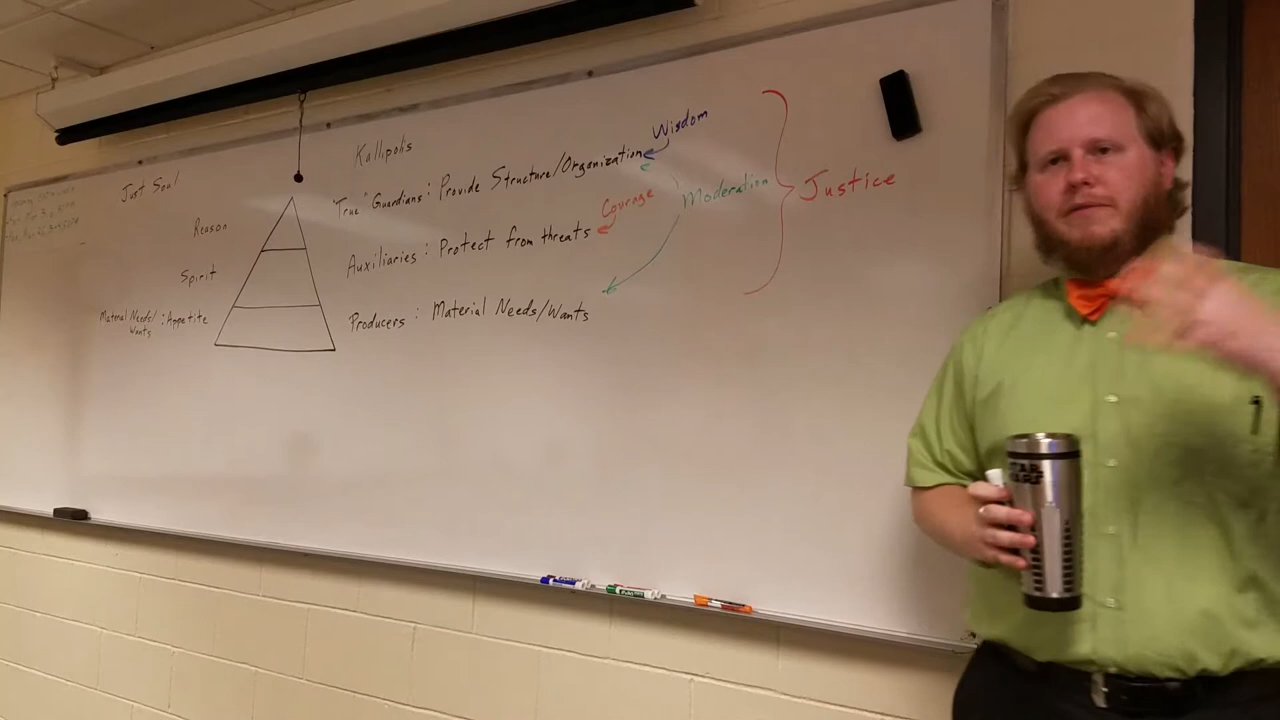 Kallipolis
Just Soul
"True" Guardians: Provide Structure/Organization
Wisdom
Reason
Auxiliaries: Protect from threats
Courage
Moderation
Justice
Spirit
Producers: Material Needs/Wants
Material Needs/
Wants
: Appetite
STAR
WARS